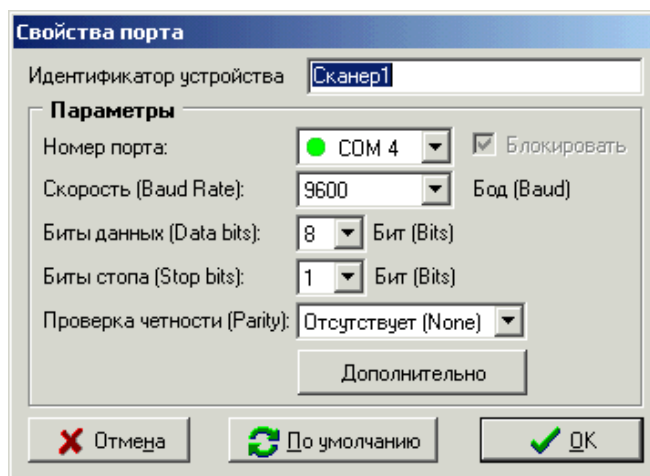 Свойства порта
Идентификатор устройства Сканер1
Параметры
Номер порта: COM 4 Блокировать
Скорость (Baud Rate): 9600 Бод (Baud)
Биты данных (Data bits): 8 Бит (Bits)
Биты стопа (Stop bits): 1 Бит (Bits)
Проверка четности (Parity): Отсутствует (None)
Дополнительно
Отмена По умолчанию OK